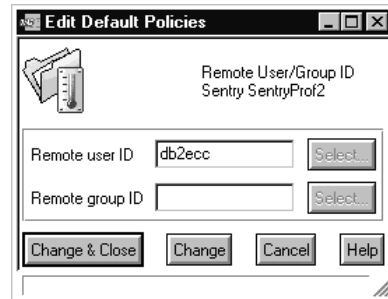 Edit Default Policies
Remote User/Group ID
Sentry SentryProf2
Remote user ID db2ecc Select...
Remote group ID Select...
Change & Close Change Cancel Help